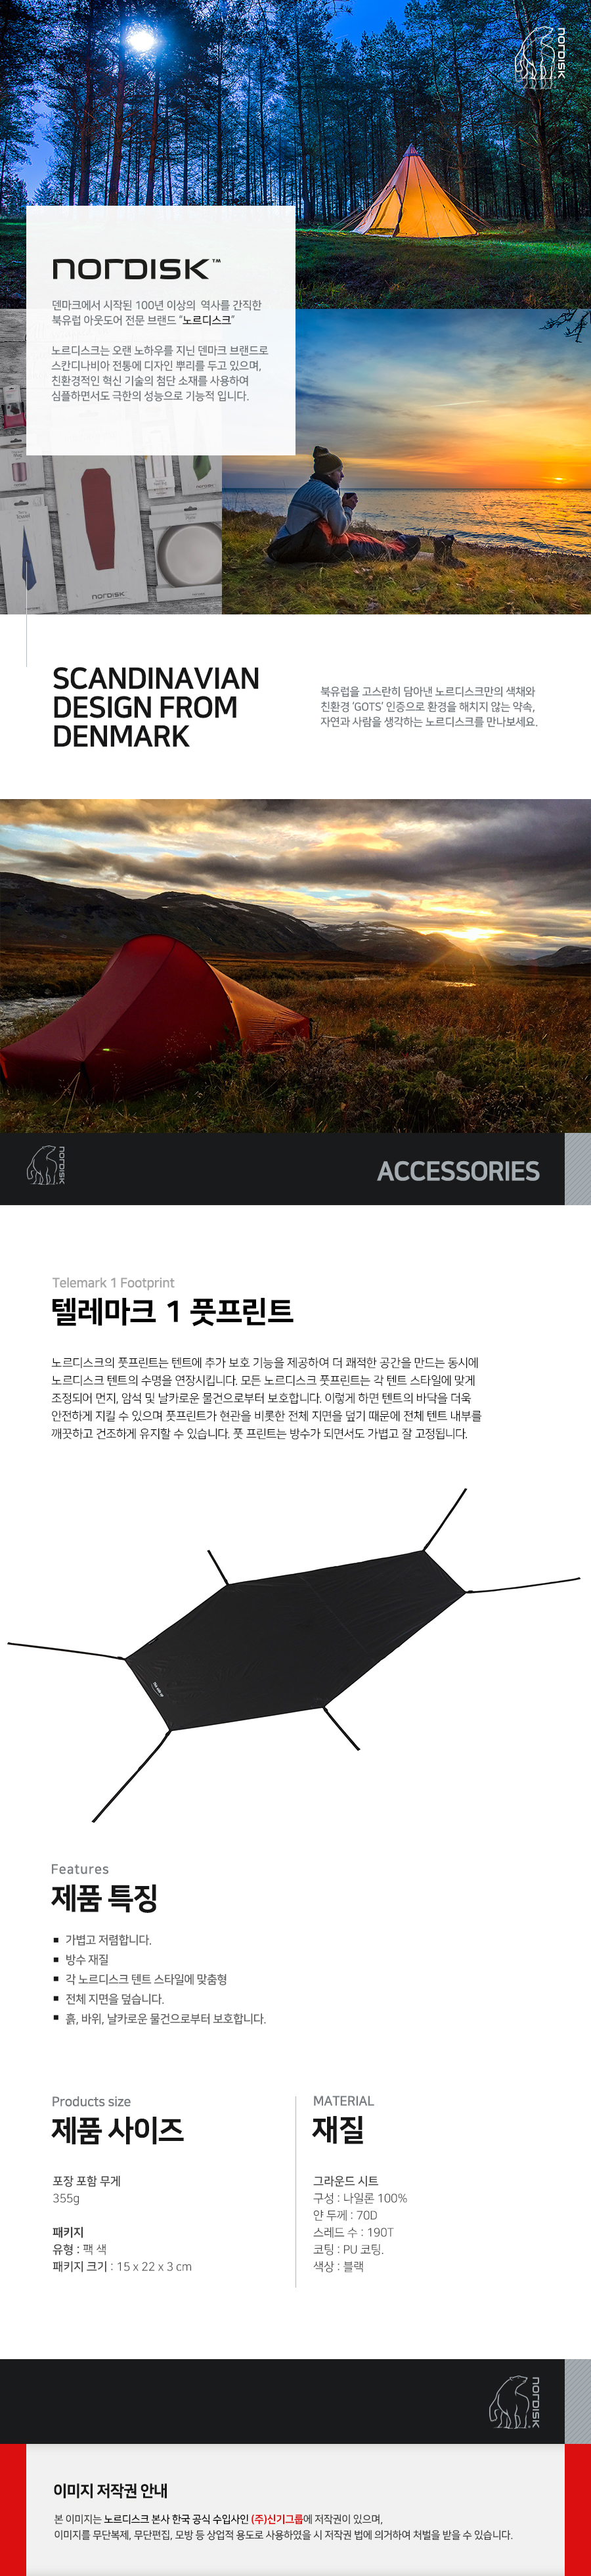 NORDISK
NORDISK™
덴마크에서 시작된 100년 이상의 역사를 간직한
북유럽 아웃도어 전문 브랜드 "노르디스크"
노르디스크는 오랜 노하우를 지닌 덴마크 브랜드로
스칸디나비아 전통에 디자인 뿌리를 두고 있으며,
친환경적인 혁신 기술의 첨단 소재를 사용하여
심플하면서도 극한의 성능으로 기능적 입니다.
NORDISK
SCANDINAVIAN
DESIGN FROM
DENMARK
북유럽을 고스란히 담아낸 노르디스크만의 색채와
친환경 'GOTS' 인증으로 환경을 해치지 않는 약속,
자연과 사람을 생각하는 노르디스크를 만나보세요.
NORDISK
ACCESSORIES
Telemark 1 Footprint
텔레마크 1 풋프린트
노르디스크의 풋프린트는 텐트에 추가 보호 기능을 제공하여 더 쾌적한 공간을 만드는 동시에
노르디스크 텐트의 수명을 연장시킵니다. 모든 노르디스크 풋프린트는 각 텐트 스타일에 맞게
조정되어 먼지, 암석 및 날카로운 물건으로부터 보호합니다. 이렇게 하면 텐트의 바닥을 더욱
안전하게 지킬 수 있으며 풋프린트가 현관을 비롯한 전체 지면을 덮기 때문에 전체 텐트 내부를
깨끗하고 건조하게 유지할 수 있습니다. 풋 프린트는 방수가 되면서도 가볍고 잘 고정됩니다.
Features
제품 특징
■ 가볍고 저렴합니다.
■ 방수 재질
■ 각 노르디스크 텐트 스타일에 맞춤형
■ 전체 지면을 덮습니다.
■ 흙, 바위, 날카로운 물건으로부터 보호합니다.
Products size
제품 사이즈
포장 포함 무게
355g
패키지
유형 : 팩 색
패키지 크기 : 15 x 22 x 3 cm
MATERIAL
재질
그라운드 시트
구성 : 나일론 100%
얀 두께 : 70D
스레드 수 : 190T
코팅 : PU 코팅.
색상 : 블랙
NORDISK
이미지 저작권 안내
본 이미지는 노르디스크 본사 한국 공식 수입사인 (주)신기그룹에 저작권이 있으며,
이미지를 무단복제, 무단편집, 모방 등 상업적 용도로 사용하였을 시 저작권 법에 의거하여 처벌을 받을 수 있습니다.